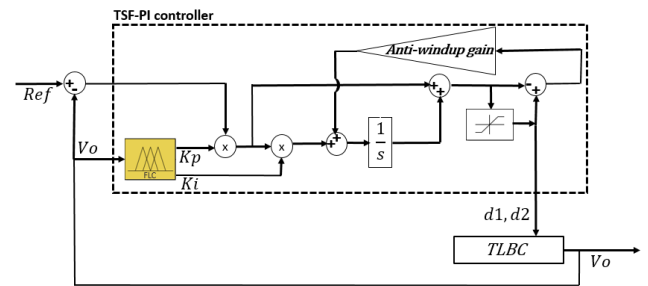 TSF-PI controller
Anti-windup gain
Ref
+
-
+
+
-
+
Vo
Kp
x
x
+
+
1
s
FLC
Ki
d1, d2
TLBC
Vo